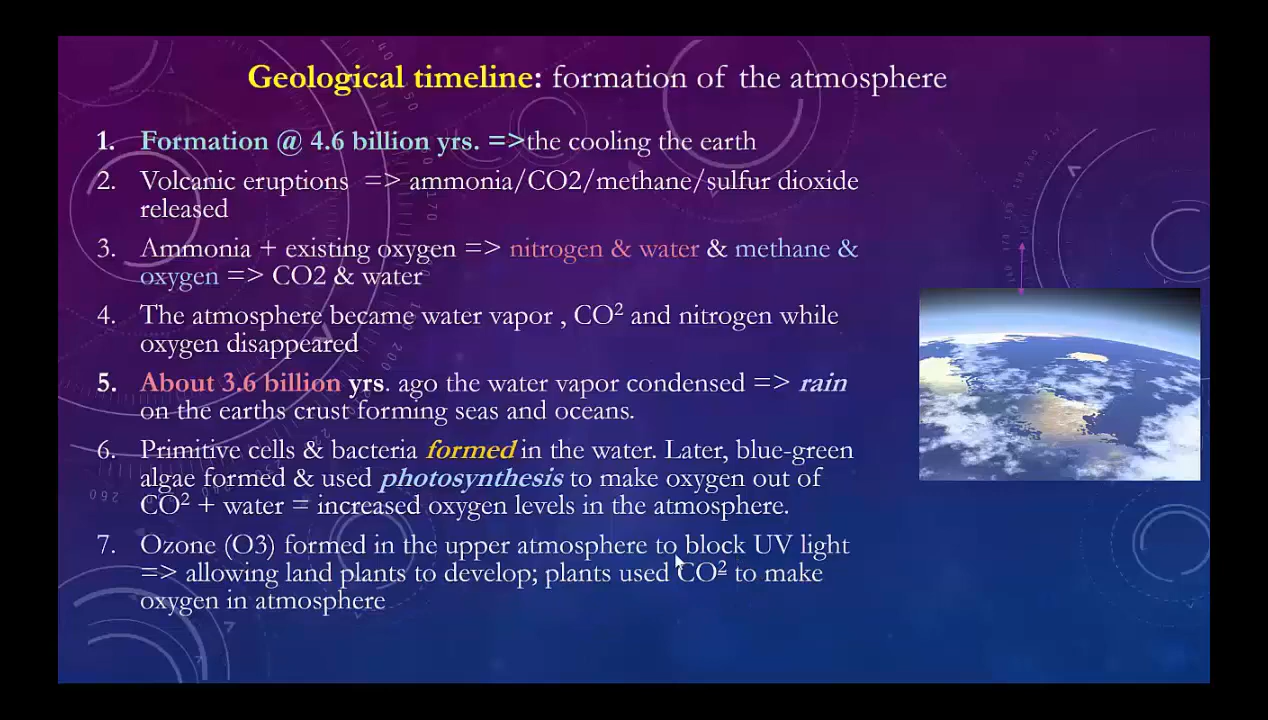 Geological timeline: formation of the atmosphere
1. Formation @ 4.6 billion yrs. =>the cooling the earth
2. Volcanic eruptions => ammonia/CO2/methane/sulfur dioxide
released
3. Ammonia + existing oxygen => nitrogen & water & methane &
oxygen => CO2 & water
4. The atmosphere became water vapor , CO² and nitrogen while
oxygen disappeared
5. About 3.6 billion yrs. ago the water vapor condensed => rain
on the earths crust forming seas and oceans.
6. Primitive cells & bacteria formed in the water. Later, blue-green
algae formed & used photosynthesis to make oxygen out of
CO² + water = increased oxygen levels in the atmosphere.
7. Ozone (O3) formed in the upper atmosphere to block UV light
=> allowing land plants to develop; plants used CO² to make
oxygen in atmosphere